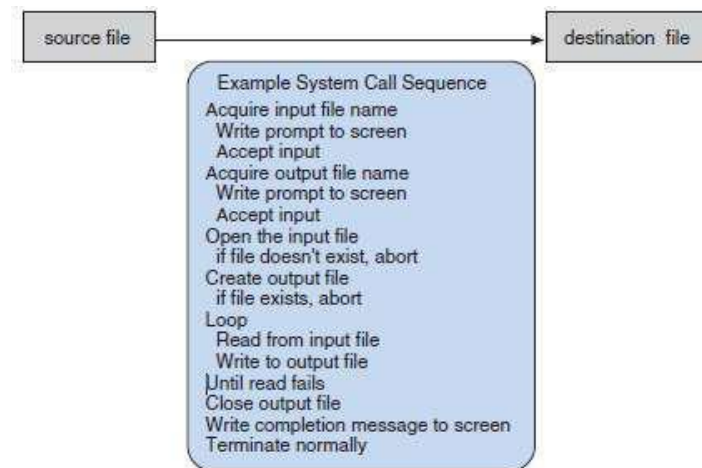 source file
destination file
Example System Call Sequence
Acquire input file name
Write prompt to screen
Accept input
Acquire output file name
Write prompt to screen
Accept input
Open the input file
if file doesn't exist, abort
Create output file
if file exists, abort
Loop
Read from input file
Write to output file
Until read fails
Close output file
Write completion message to screen
Terminate normally